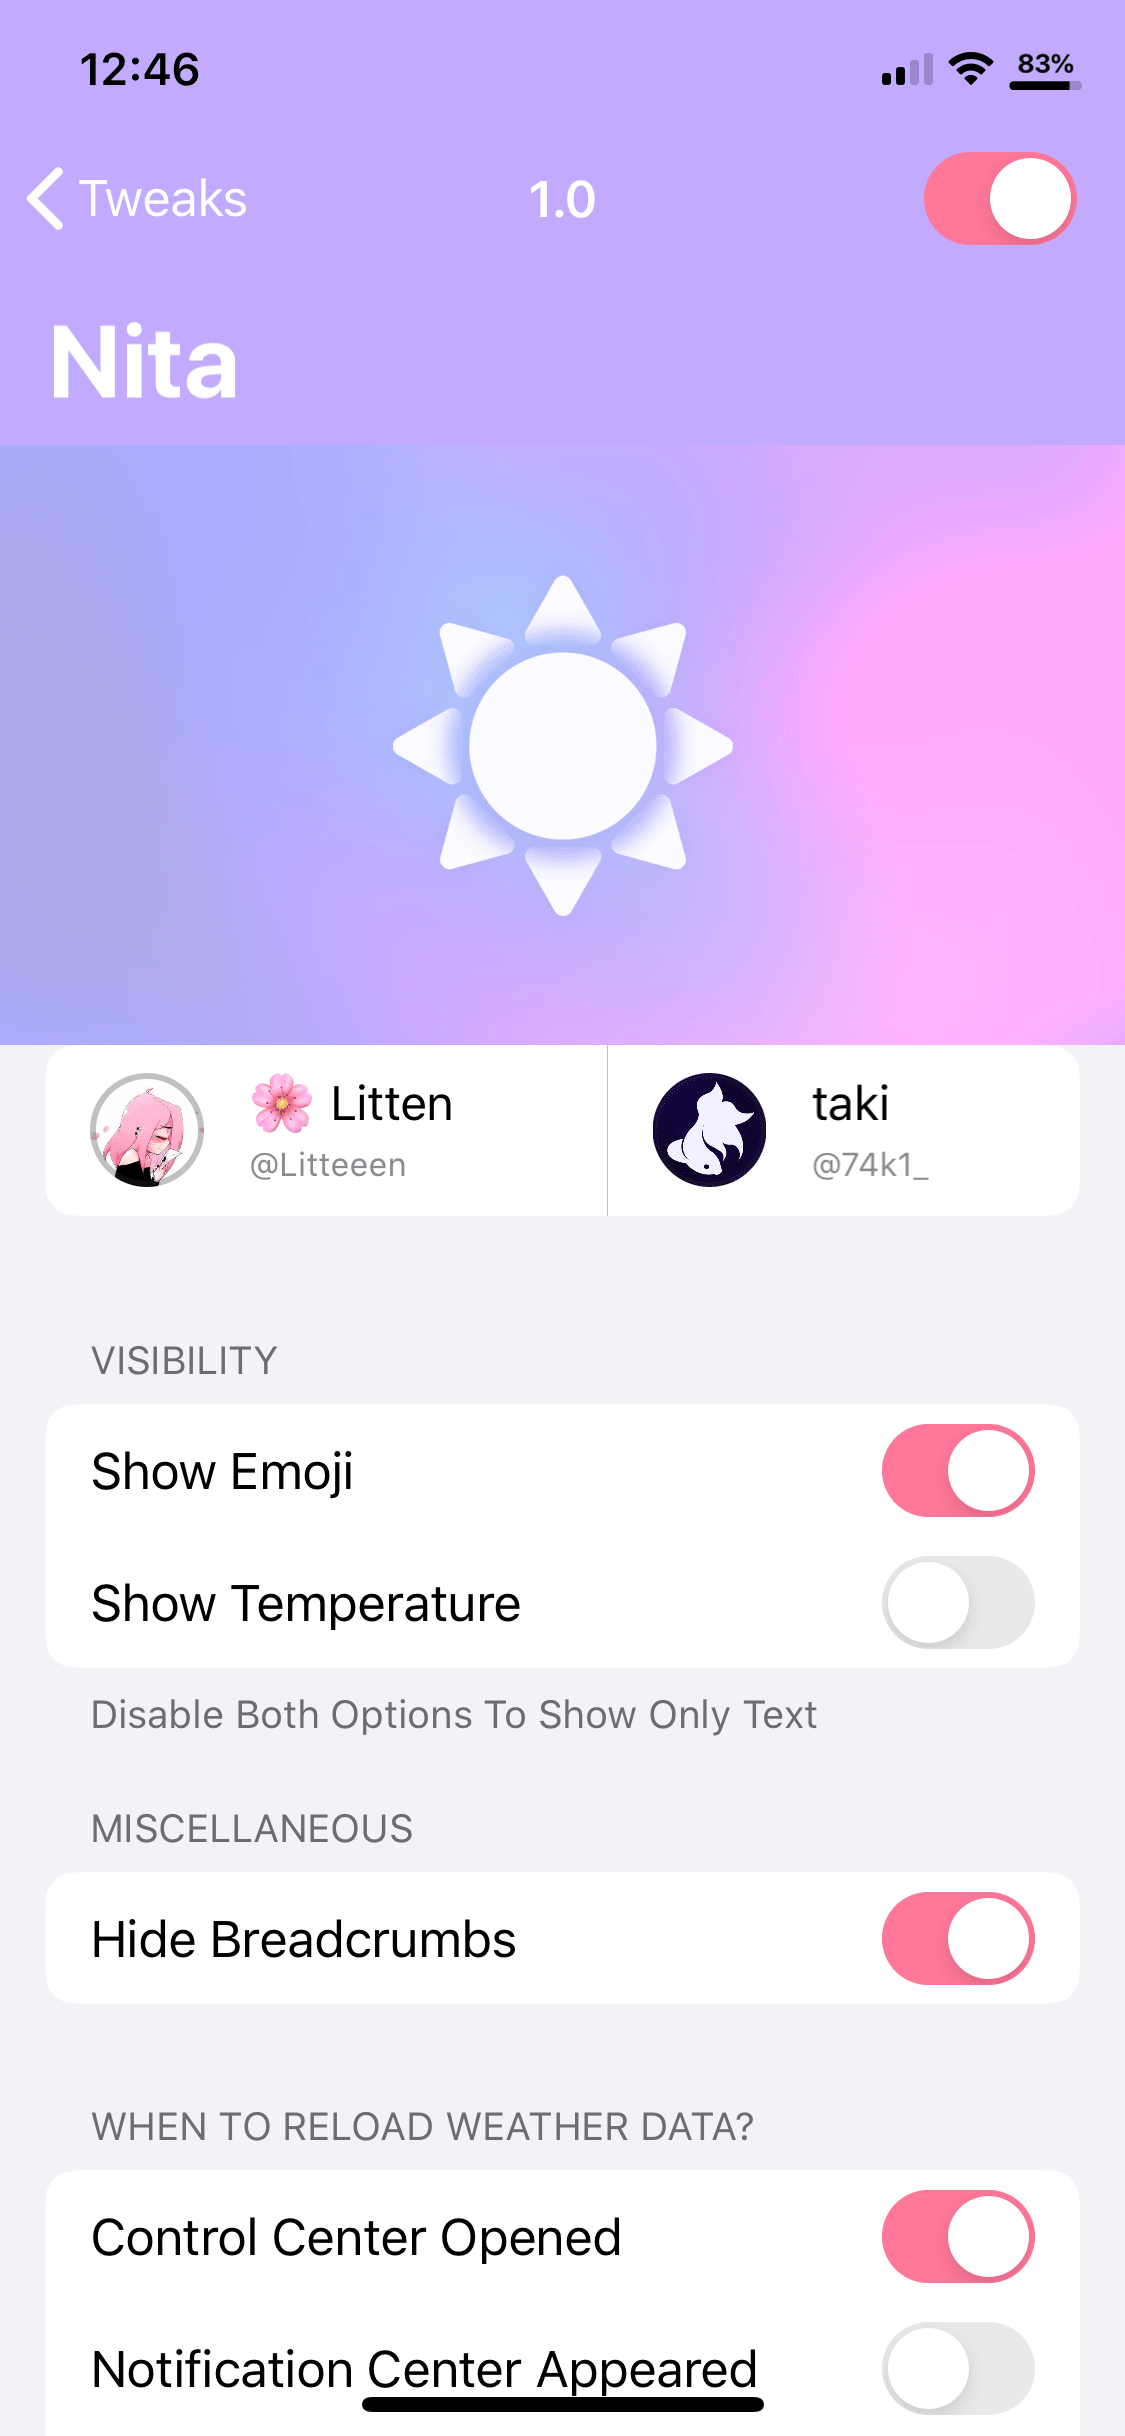 12:46
83%
Tweaks
1.0
Nita
🌸 Litten
@Litteeen
taki
@74k1_
VISIBILITY
Show Emoji
Show Temperature
Disable Both Options To Show Only Text
MISCELLANEOUS
Hide Breadcrumbs
WHEN TO RELOAD WEATHER DATA?
Control Center Opened
Notification Center Appeared